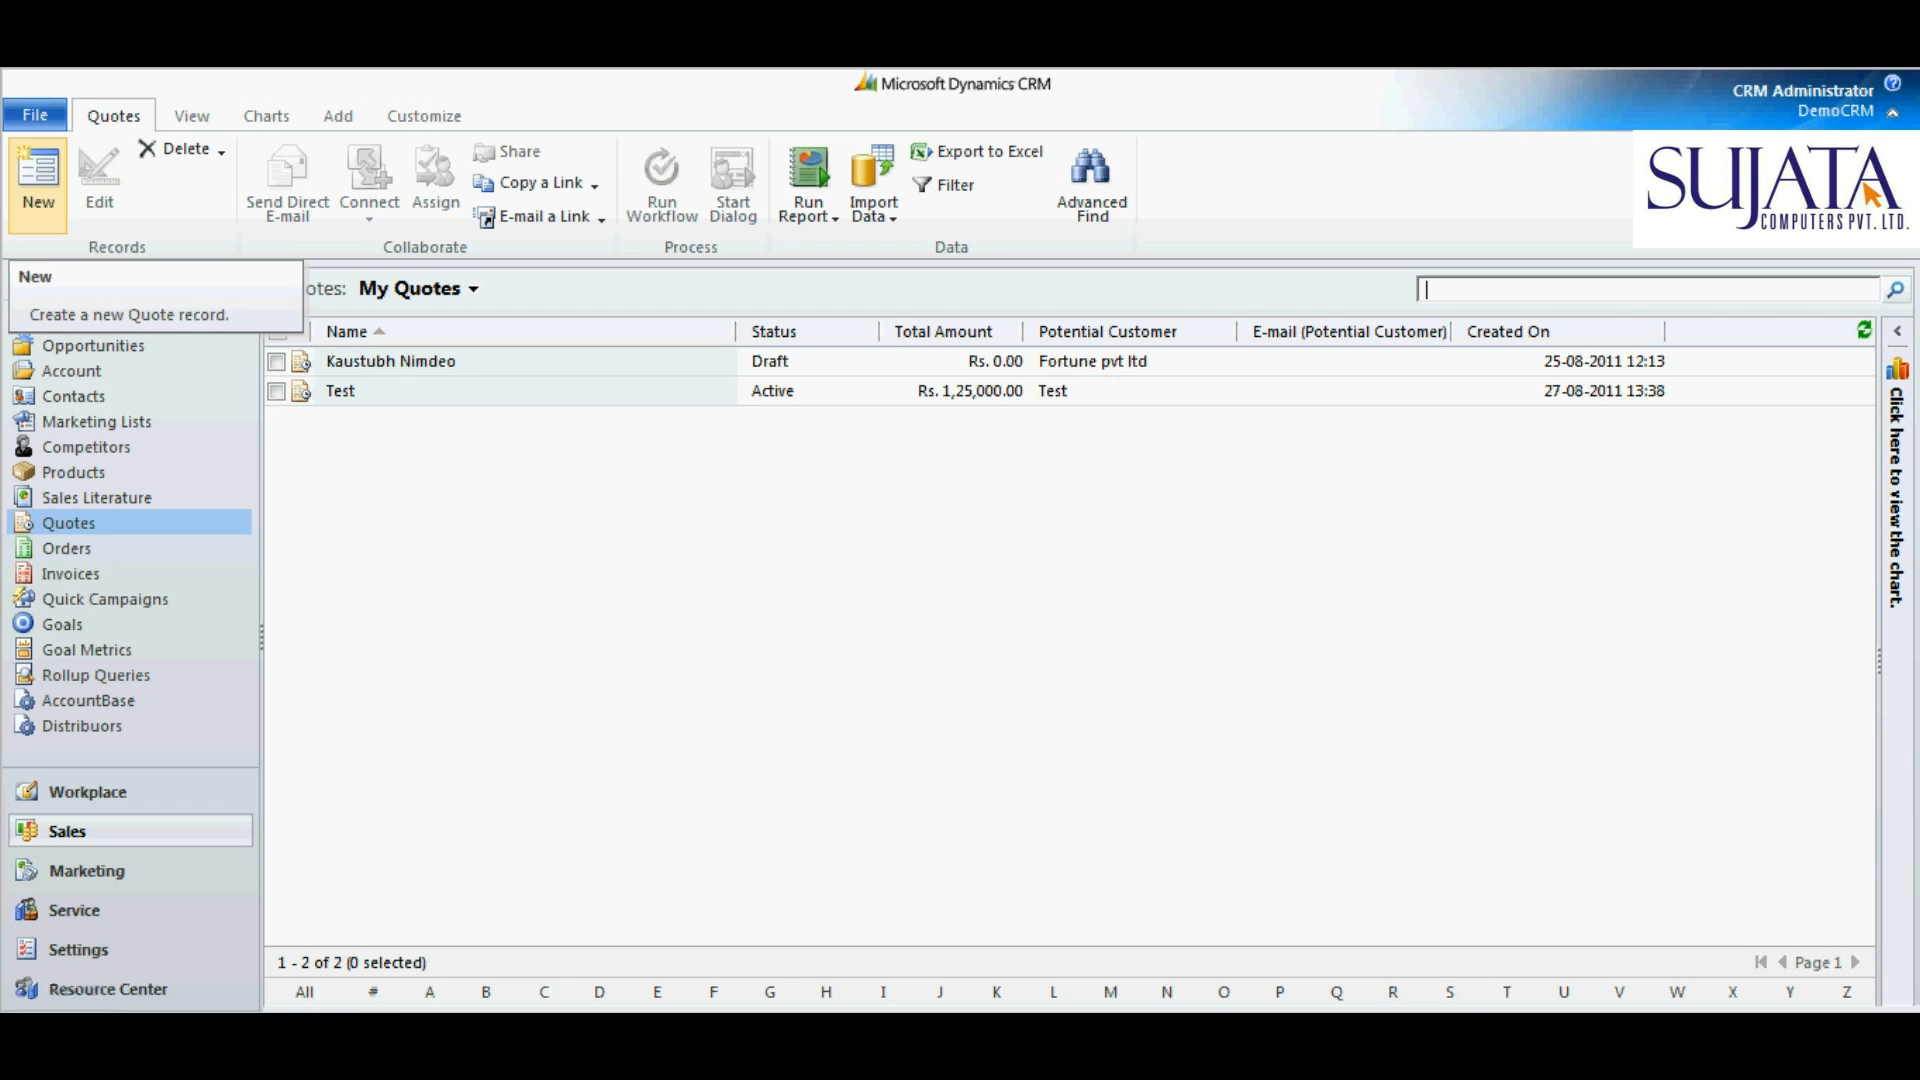 Microsoft Dynamics CRM
CRM Administrator
DemoCRM
File Quotes View Charts Add Customize
New
Edit
Delete
Send Direct E-mail
Connect
Assign
Share
Copy a Link
E-mail a Link
Run Workflow
Start Dialog
Run Report
Import Data
Export to Excel
Filter
Advanced Find
Records Collaborate Process Data
SUJATA
COMPUTERS PVT. LTD.
New
Create a new Quote record.
otes: My Quotes
Name Status Total Amount Potential Customer E-mail (Potential Customer) Created On
Kaustubh Nimdeo Draft Rs. 0.00 Fortune pvt ltd 25-08-2011 12:13
Test Active Rs. 1,25,000.00 Test 27-08-2011 13:38
Click here to view the chart.
Opportunities
Account
Contacts
Marketing Lists
Competitors
Products
Sales Literature
Quotes
Orders
Invoices
Quick Campaigns
Goals
Goal Metrics
Rollup Queries
AccountBase
Distribuors
Workplace
Sales
Marketing
Service
Settings
Resource Center
1 - 2 of 2 (0 selected) Page 1
All # A B C D E F G H I J K L M N O P Q R S T U V W X Y Z